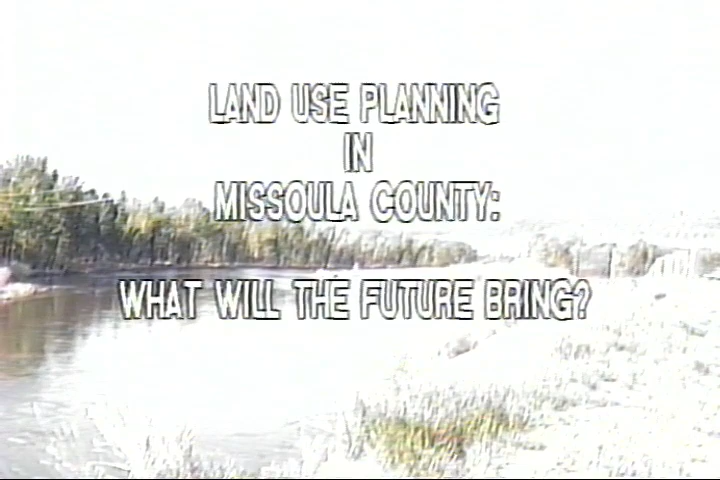 LAND USE PLANNING
IN
MISSOULA COUNTY:
WHAT WILL THE FUTURE BRING?